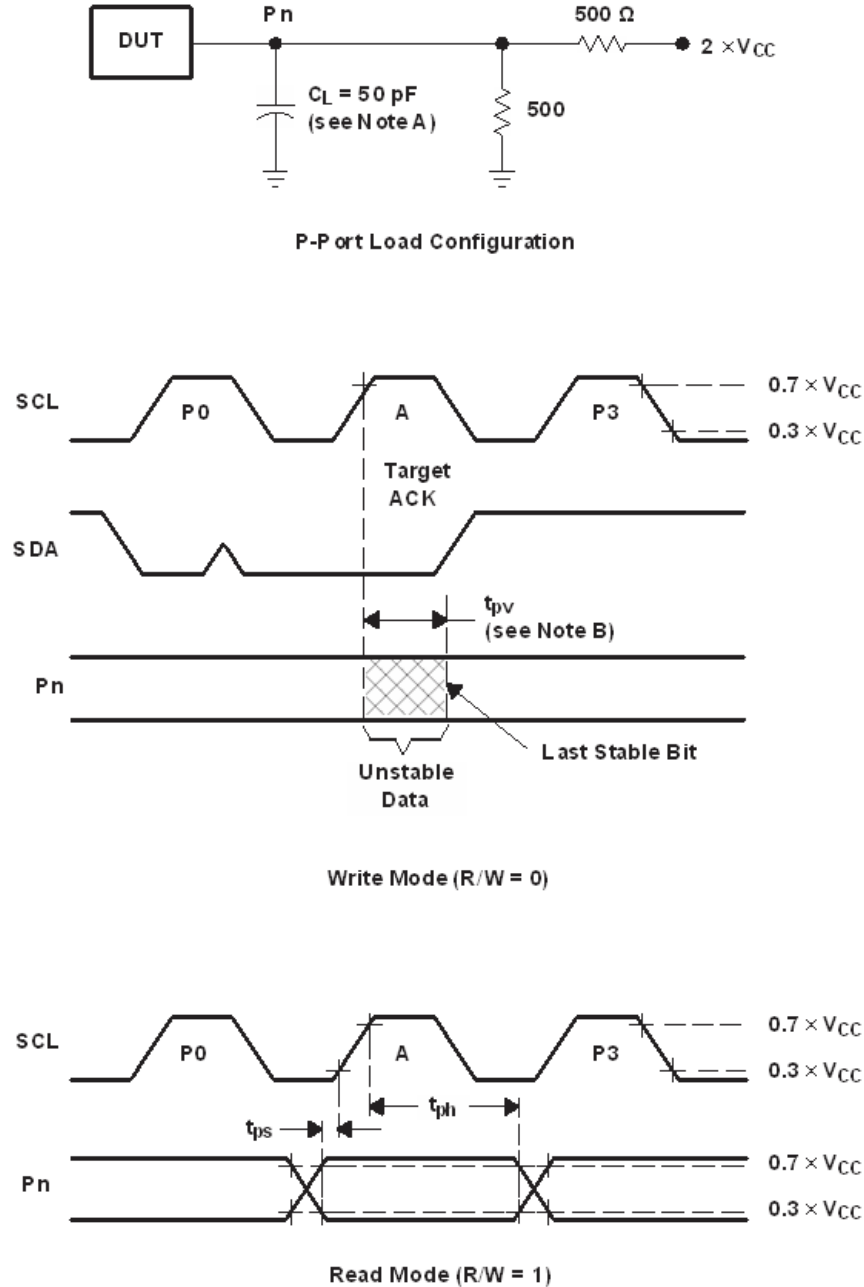 DUT
Pn
500 Ω
2 × VCC
CL = 50 pF
(see Note A)
500
P-Port Load Configuration
SCL
P0
A
P3
0.7 × VCC
0.3 × VCC
Target
ACK
SDA
tpv
(see Note B)
Pn
Last Stable Bit
Unstable
Data
Write Mode (R/W = 0)
SCL
P0
A
P3
0.7 × VCC
0.3 × VCC
tps
tph
Pn
0.7 × VCC
0.3 × VCC
Read Mode (R/W = 1)